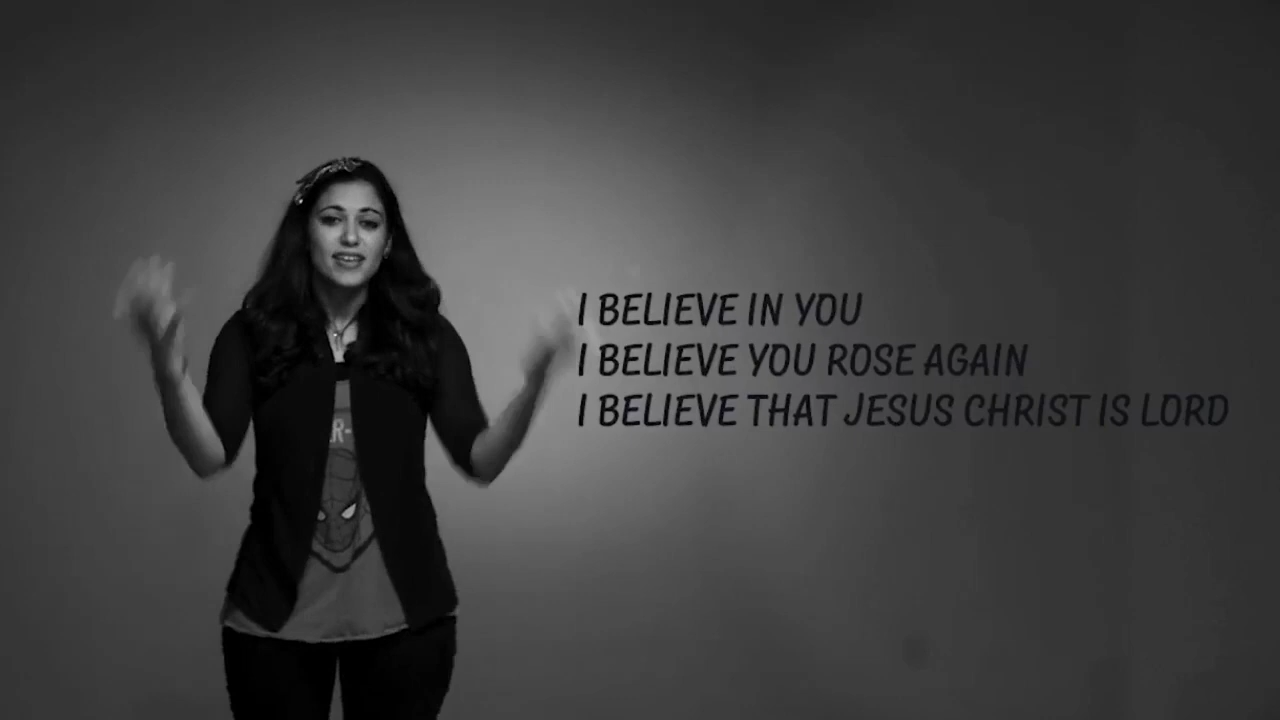 I BELIEVE IN YOU
I BELIEVE YOU ROSE AGAIN
I BELIEVE THAT JESUS CHRIST IS LORD
R-